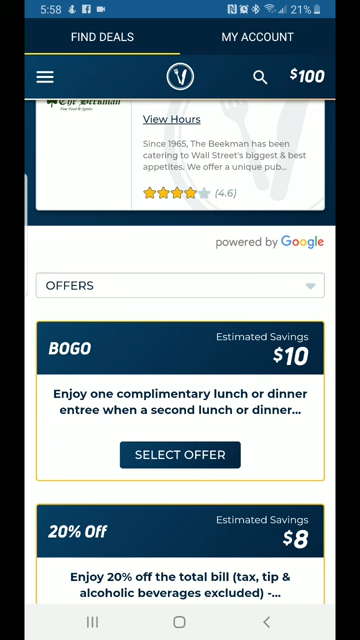 5:58
21%
FIND DEALS
MY ACCOUNT
$100
The Beekman
View Hours
Since 1965, The Beekman has been
catering to Wall Street's biggest & best
appetites. We offer a unique pub...
(4.6)
powered by Google
OFFERS
BOGO
Estimated Savings
$10
Enjoy one complimentary lunch or dinner
entree when a second lunch or dinner...
SELECT OFFER
20% Off
Estimated Savings
$8
Enjoy 20% off the total bill (tax, tip &
alcoholic beverages excluded) -...